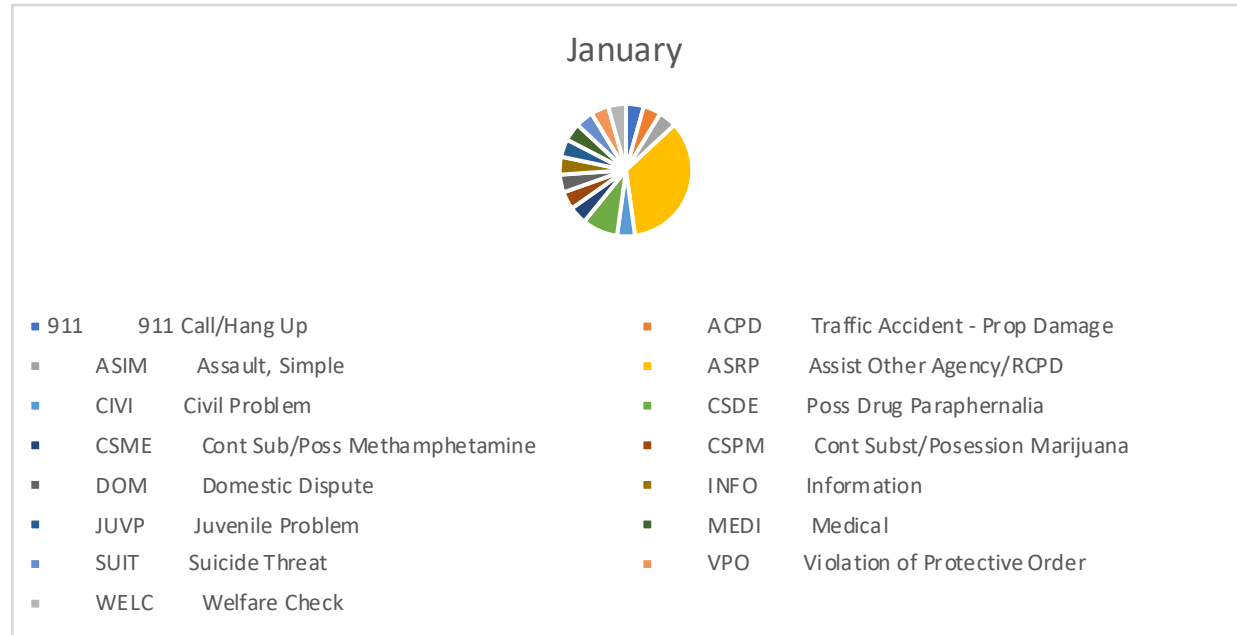 January
911 911 Call/Hang Up
ACPD Traffic Accident - Prop Damage
ASIM Assault, Simple
ASRP Assist Other Agency/RCPD
CIVI Civil Problem
CSDE Poss Drug Paraphernalia
CSME Cont Sub/Poss Methamphetamine
CSPM Cont Subst/Posession Marijuana
DOM Domestic Dispute
INFO Information
JUVP Juvenile Problem
MEDI Medical
SUIT Suicide Threat
VPO Violation of Protective Order
WELC Welfare Check